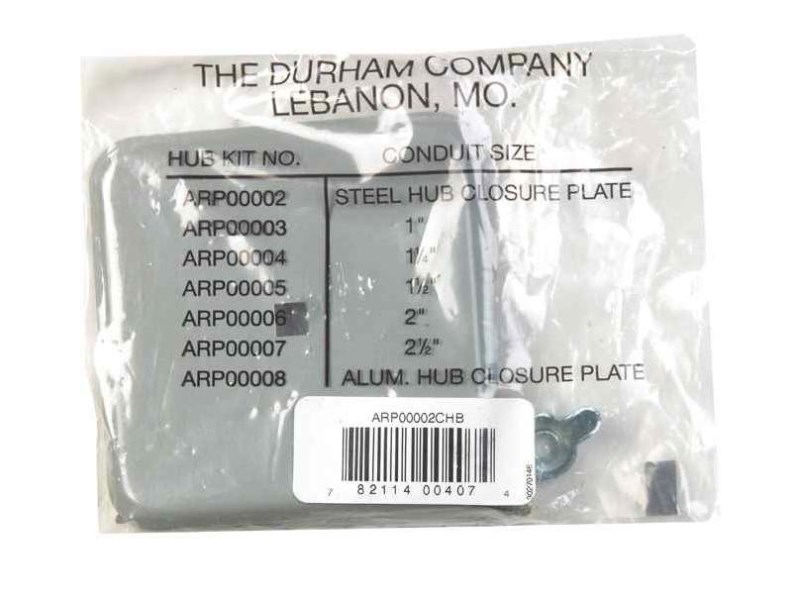 THE DURHAM COMPANY
LEBANON, MO.
HUB KIT NO. CONDUIT SIZE
ARP00002 STEEL HUB CLOSURE PLATE
ARP00003 1"
ARP00004 1¼"
ARP00005 1½"
ARP00006 2"
ARP00007 2½"
ARP00008 ALUM. HUB CLOSURE PLATE
ARP00002CHB
7 82114 00407 4